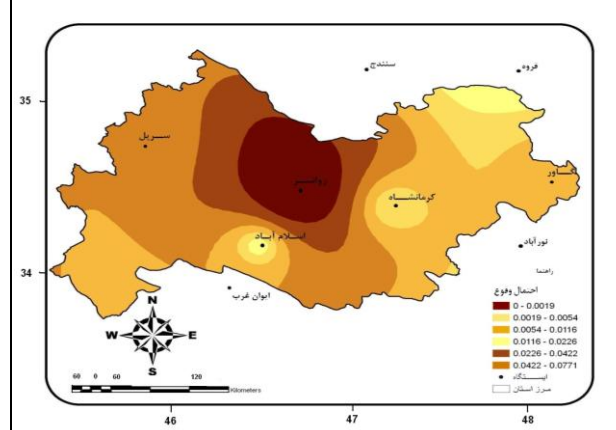 سنندج
قروه
35
سرپل
روانسر
کرمانشاه
کنگاور
اسلام آباد
نورآباد
34
ایوان غرب
راهنما
احتمال وقوع
0 - 0.0019
0.0019 - 0.0054
0.0054 - 0.0116
0.0116 - 0.0226
0.0226 - 0.0422
0.0422 - 0.0771
ایستگاه
مرز استان
N
W E
S
60 0 60 120
Kilometers
46 47 48